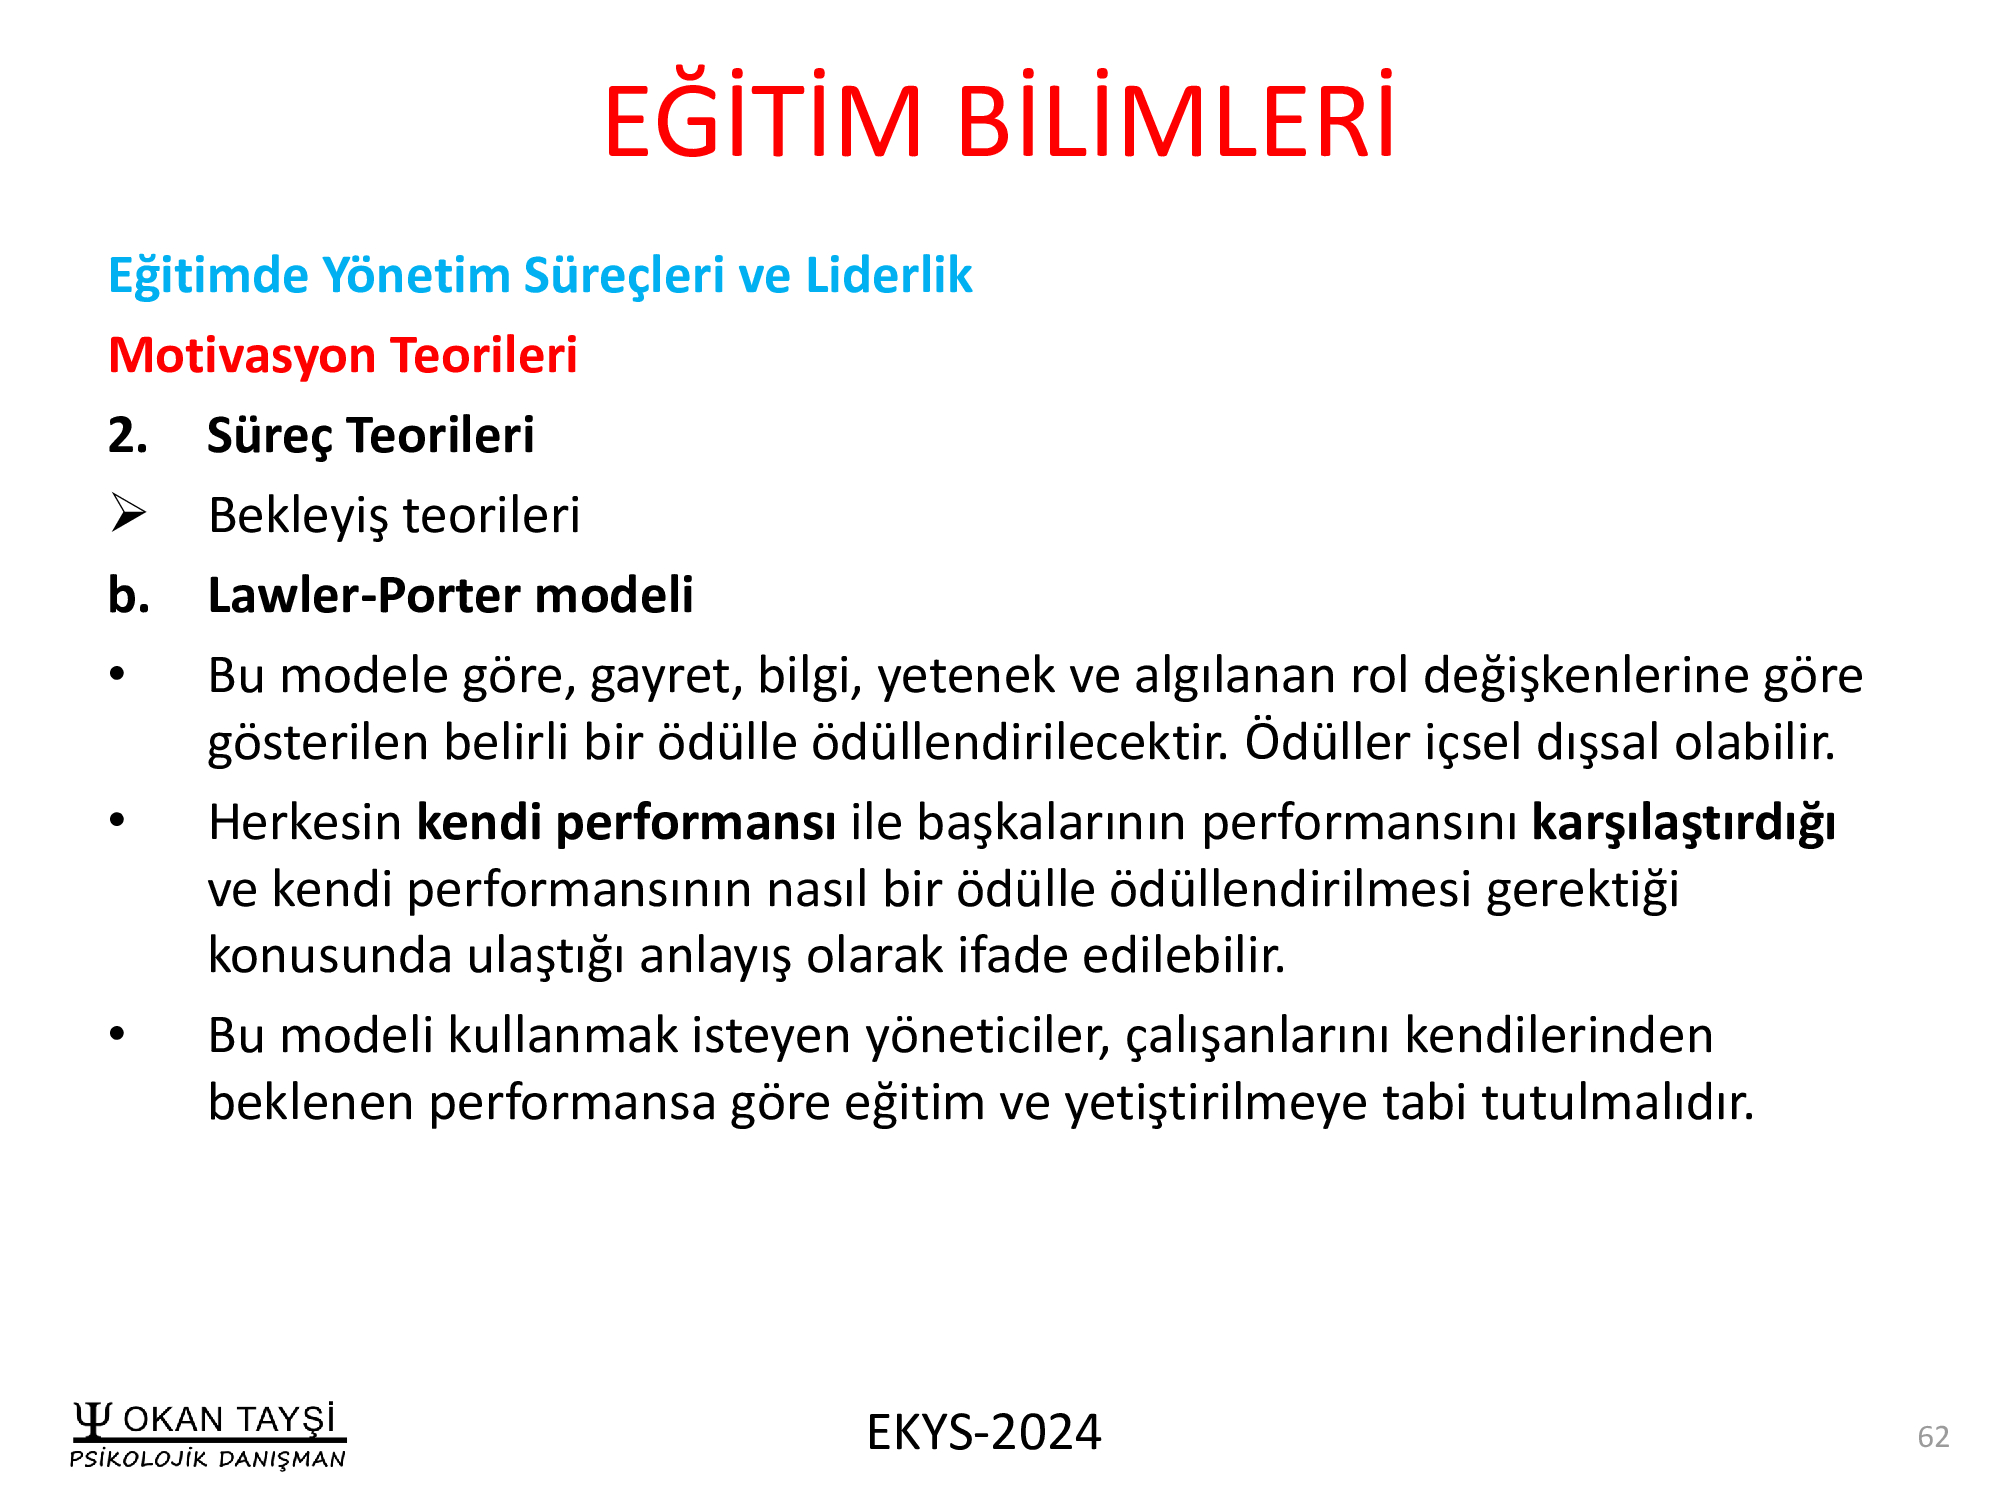 EĞİTİM BİLİMLERİ
Eğitimde Yönetim Süreçleri ve Liderlik
Motivasyon Teorileri
2. Süreç Teorileri
➢ Bekleyiş teorileri
b. Lawler-Porter modeli
• Bu modele göre, gayret, bilgi, yetenek ve algılanan rol değişkenlerine göre
gösterilen belirli bir ödülle ödüllendirilecektir. Ödüller içsel dışsal olabilir.
• Herkesin kendi performansı ile başkalarının performansını karşılaştırdığı
ve kendi performansının nasıl bir ödülle ödüllendirilmesi gerektiği
konusunda ulaştığı anlayış olarak ifade edilebilir.
• Bu modeli kullanmak isteyen yöneticiler, çalışanlarını kendilerinden
beklenen performansa göre eğitim ve yetiştirilmeye tabi tutulmalıdır.
Ψ OKAN TAYŞİ
PSİKOLOJİK DANIŞMAN
EKYS-2024
62